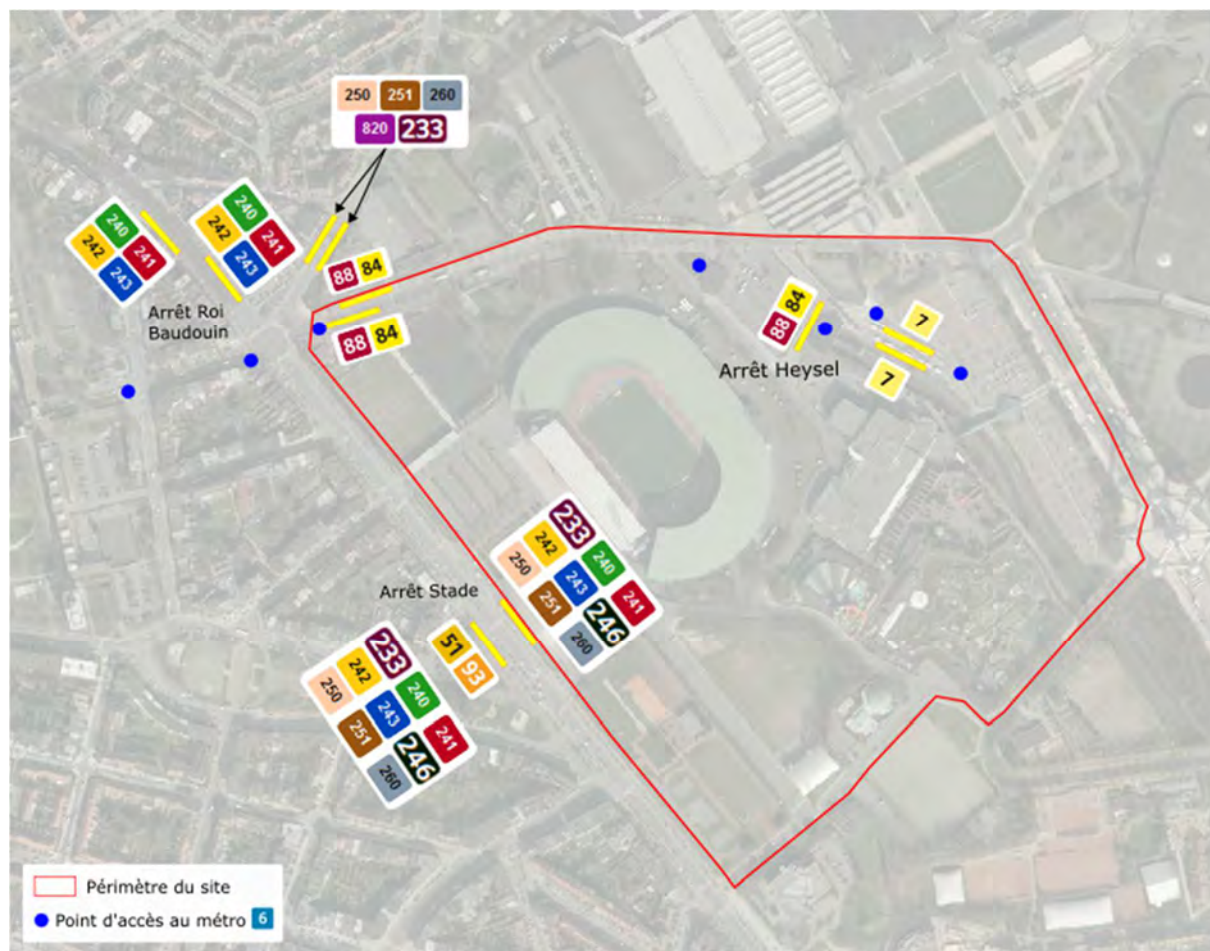 250 251 260
820 233
240
242 241
243
240
242 241
243
Arrêt Roi
Baudouin
88 84
88 84
88 84
7
7
Arrêt Heysel
233
242 240
250 243 241
251 246
260
Arrêt Stade
51
93
233
242 240
250 243 241
251 246
260
Périmètre du site
Point d'accès au métro 6